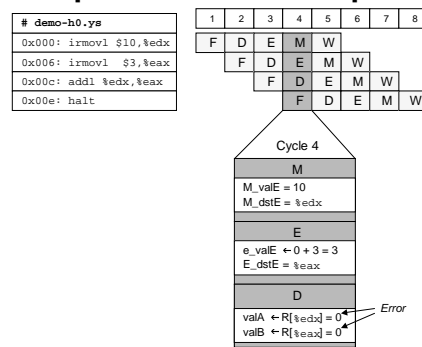 # demo-h0.ys
0x000: irmovl $10,%edx
0x006: irmovl $3,%eax
0x00c: addl %edx,%eax
0x00e: halt
1 2 3 4 5 6 7 8
F D E M W
F D E M W
F D E M W
F D E M W
Cycle 4
M
M_valE = 10
M_dstE = %edx
E
e_valE ← 0 + 3 = 3
E_dstE = %eax
D
valA ← R[%edx] = 0
valB ← R[%eax] = 0
Error